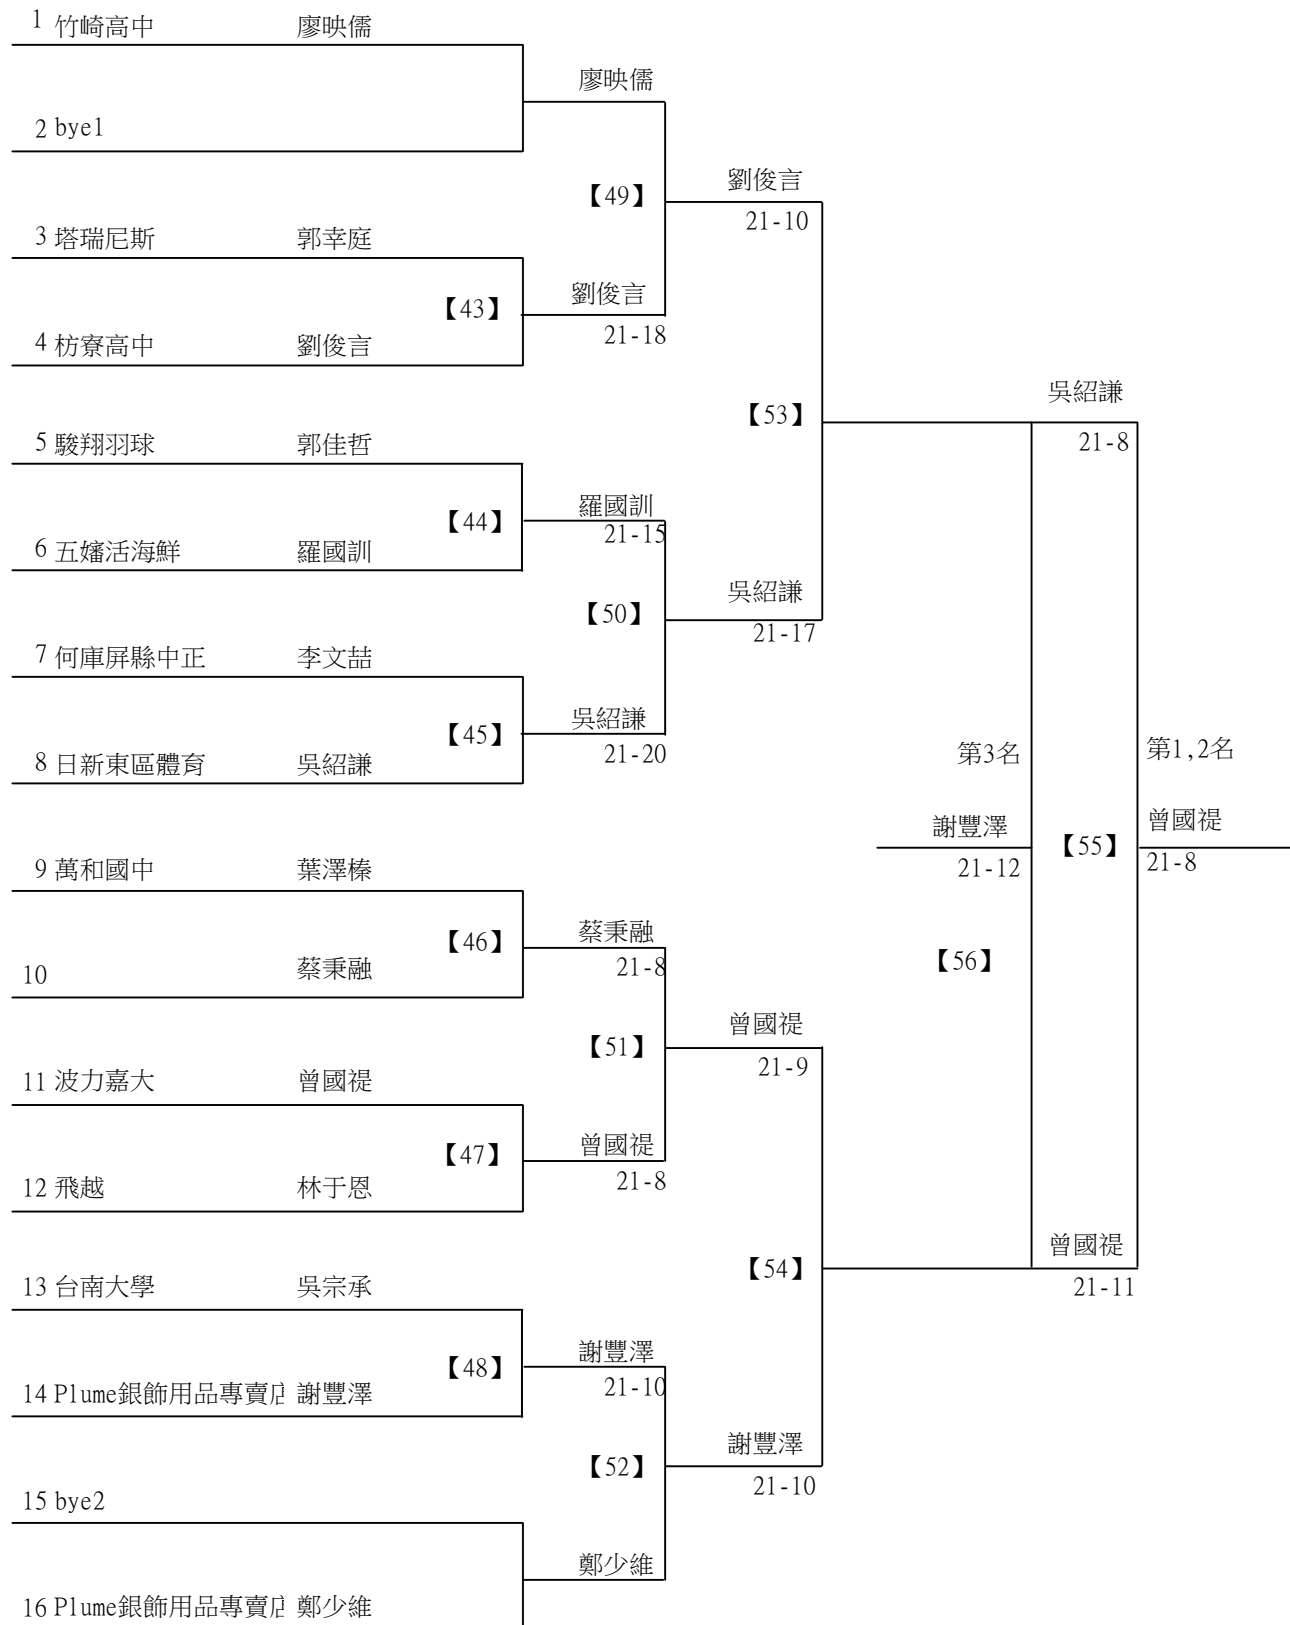 1 竹崎高中 廖映儒
廖映儒
2 bye1
劉俊言
【49】
21-10
3 塔瑞尼斯 郭幸庭
劉俊言
【43】
21-18
4 枋寮高中 劉俊言
吳紹謙
【53】
21-8
5 駿翔羽球 郭佳哲
羅國訓
【44】
21-15
6 五嬸活海鮮 羅國訓
吳紹謙
【50】
21-17
7 何庫屏縣中正 李文喆
吳紹謙
【45】
21-20
8 日新東區體育 吳紹謙
第3名
第1,2名
謝豐澤
曾國禔
【55】
21-12
21-8
9 萬和國中 葉澤榛
蔡秉融
【46】
21-8
10 蔡秉融
【56】
曾國禔
【51】
21-9
11 波力嘉大 曾國禔
曾國禔
【47】
21-8
12 飛越 林于恩
曾國禔
【54】
21-11
13 台南大學 吳宗承
謝豐澤
【48】
21-10
14 Plume銀飾用品專賣店 謝豐澤
謝豐澤
【52】
21-10
15 bye2
鄭少維
16 Plume銀飾用品專賣店 鄭少維